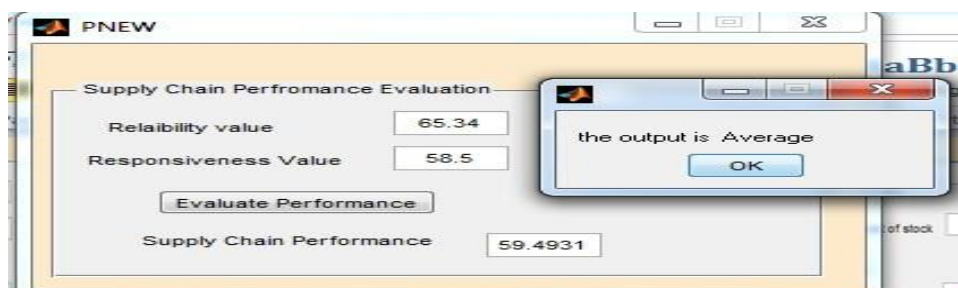 PNEW
aBb
Supply Chain Perfromance Evaluation
Relaibility value 65.34
the output is Average
Responsiveness Value 58.5
OK
Evaluate Performance
of stock
Supply Chain Performance 59.4931